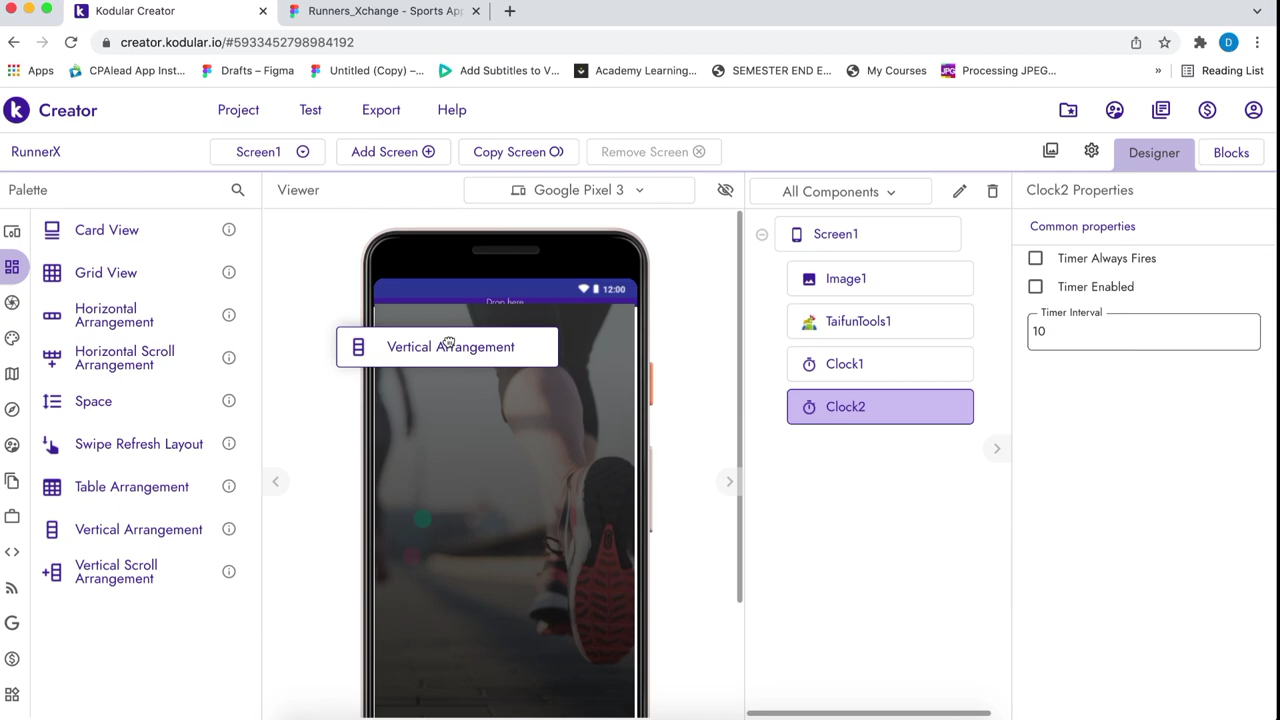 Kodular Creator
Runners_Xchange - Sports Ap
creator.kodular.io/#5933452798984192
D
Apps
CPAlead App Inst...
Drafts – Figma
Untitled (Copy) –...
Add Subtitles to V...
Academy Learning...
SEMESTER END E...
My Courses
JPG
Processing JPEG...
»
Reading List
k
Creator
Project
Test
Export
Help
RunnerX
Screen1
Add Screen
Copy Screen
Remove Screen
Designer
Blocks
Palette
Viewer
Google Pixel 3
All Components
Clock2 Properties
Card View
Grid View
Horizontal
Arrangement
Horizontal Scroll
Arrangement
Space
Swipe Refresh Layout
Table Arrangement
Vertical Arrangement
Vertical Scroll
Arrangement
12:00
Drop here
Vertical Arrangement
Screen1
Image1
TaifunTools1
Clock1
Clock2
Common properties
Timer Always Fires
Timer Enabled
Timer Interval
10